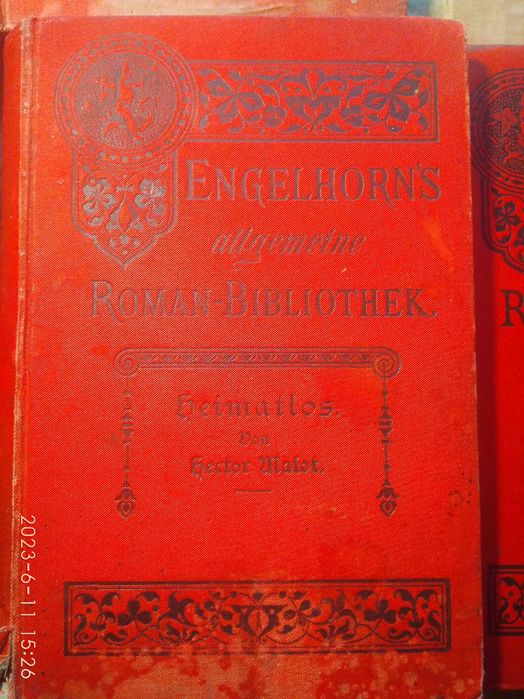 ENGELHORN'S
allgemeine
ROMAN-BIBLIOTHEK.
R
Heimatlos.
Von
Hector Malot.
2023-6-11 15:26